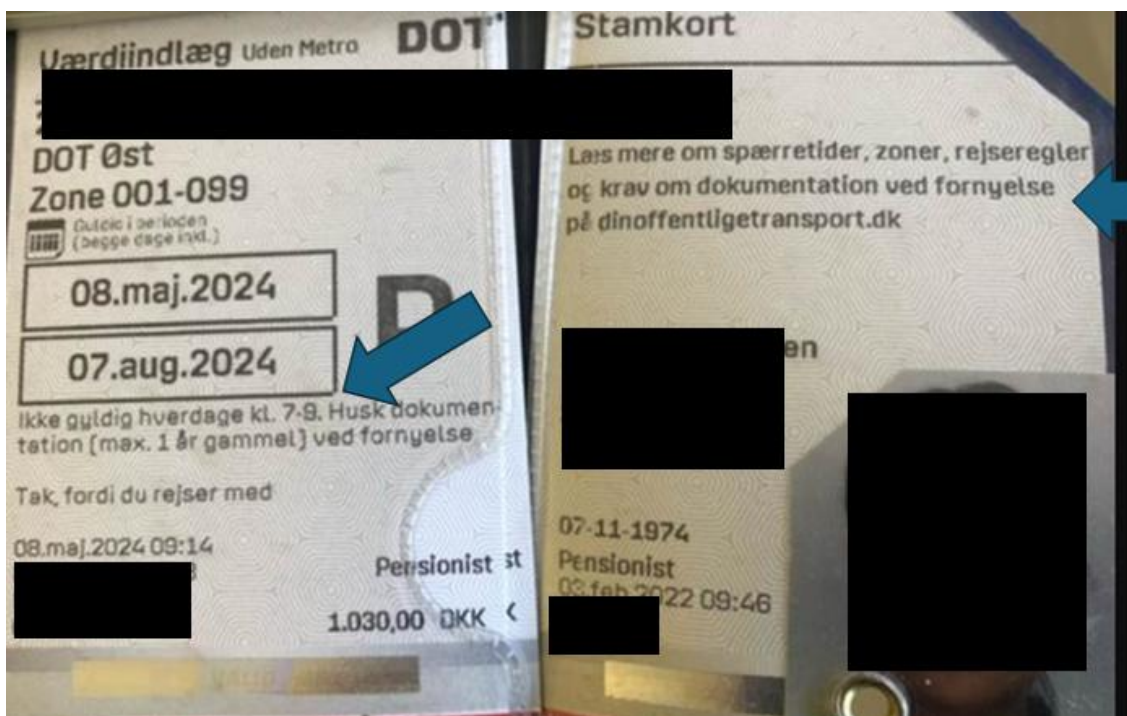 Værdiindlæg Uden Metro DOT
DOT Øst
Zone 001-099
Gyldig i perioden
(begge dage inkl.)
08.maj.2024
07.aug.2024
P
Ikke gyldig hverdage kl. 7-9. Husk dokumen-
tation (max. 1 år gammel) ved fornyelse
Tak, fordi du rejser med
08.maj.2024 09:14
Pensionist st
1.030,00 DKK
Stamkort
Læs mere om spærretider, zoner, rejseregler
og krav om dokumentation ved fornyelse
på dinoffentligetransport.dk
en
07-11-1974
Pensionist
03.feb.2022 09:46